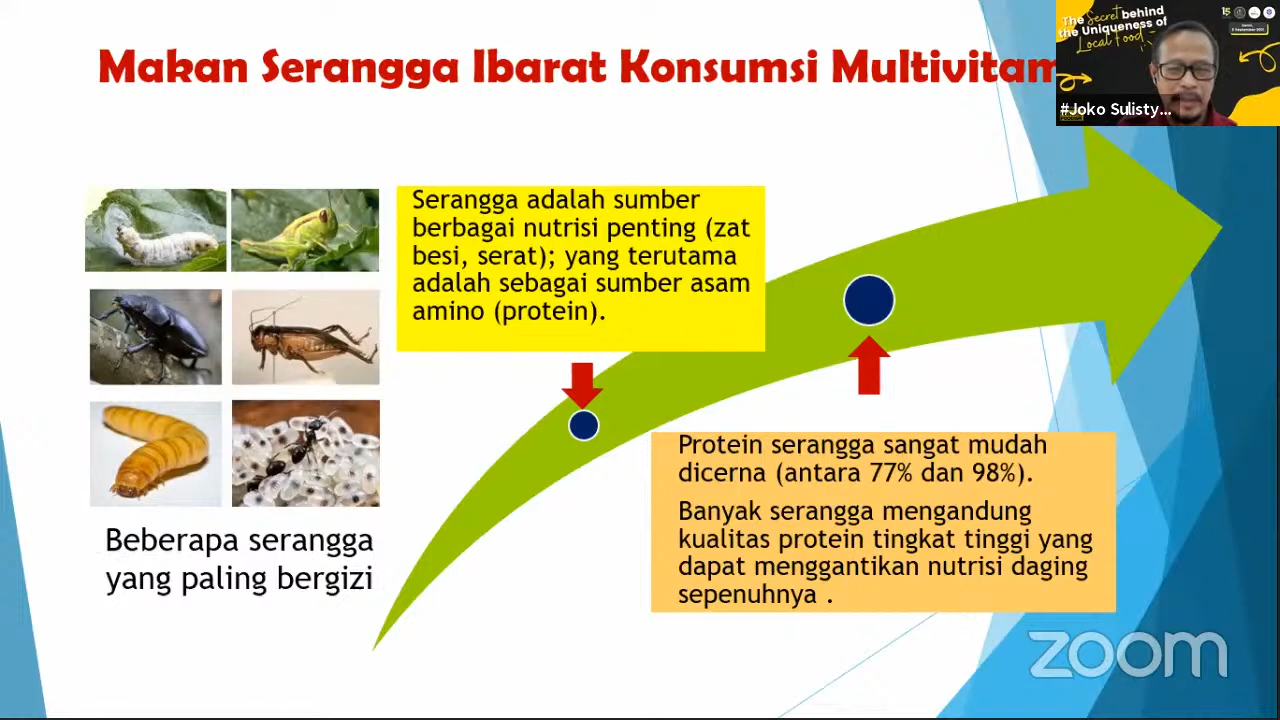 Makan Serangga Ibarat Konsumsi Multivitam
The Secret behind
the Uniqueness of
Local Food
15
#Joko Sulisty...
Serangga adalah sumber
berbagai nutrisi penting (zat
besi, serat); yang terutama
adalah sebagai sumber asam
amino (protein).
Protein serangga sangat mudah
dicerna (antara 77% dan 98%).
Banyak serangga mengandung
kualitas protein tingkat tinggi yang
dapat menggantikan nutrisi daging
sepenuhnya .
Beberapa serangga
yang paling bergizi
zoom